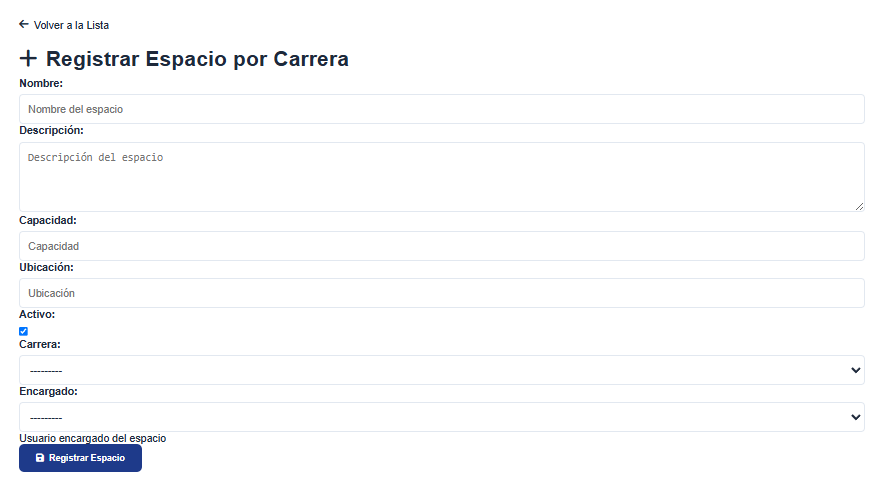 Volver a la Lista
Registrar Espacio por Carrera
Nombre:
Nombre del espacio
Descripción:
Descripción del espacio
Capacidad:
Capacidad
Ubicación:
Ubicación
Activo:
Carrera:
---------
Encargado:
---------
Usuario encargado del espacio
Registrar Espacio